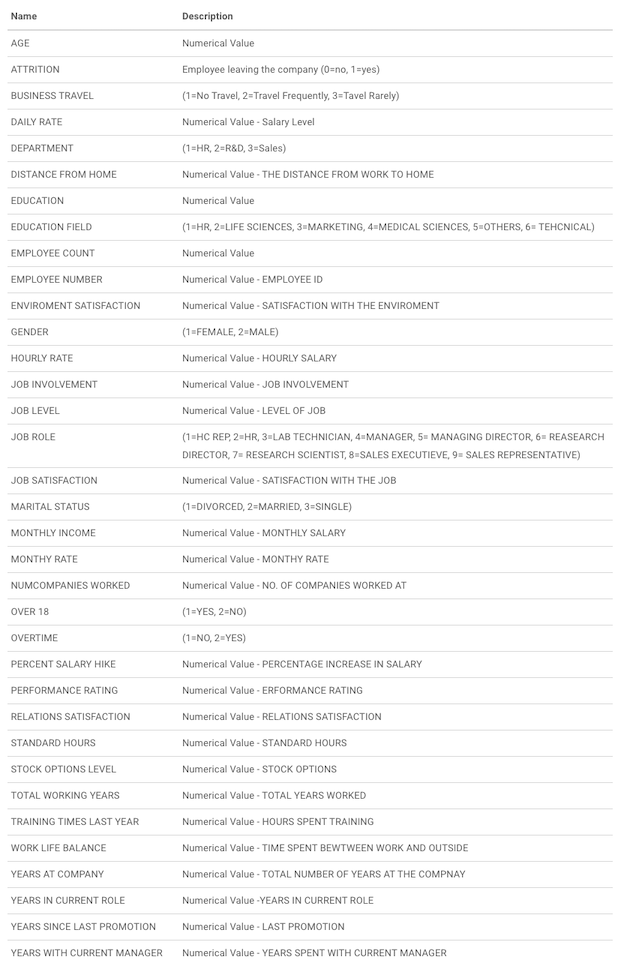 Name Description
AGE Numerical Value
ATTRITION Employee leaving the company (0=no, 1=yes)
BUSINESS TRAVEL (1=No Travel, 2=Travel Frequently, 3=Tavel Rarely)
DAILY RATE Numerical Value - Salary Level
DEPARTMENT (1=HR, 2=R&D, 3=Sales)
DISTANCE FROM HOME Numerical Value - THE DISTANCE FROM WORK TO HOME
EDUCATION Numerical Value
EDUCATION FIELD (1=HR, 2=LIFE SCIENCES, 3=MARKETING, 4=MEDICAL SCIENCES, 5=OTHERS, 6= TEHCNICAL)
EMPLOYEE COUNT Numerical Value
EMPLOYEE NUMBER Numerical Value - EMPLOYEE ID
ENVIROMENT SATISFACTION Numerical Value - SATISFACTION WITH THE ENVIROMENT
GENDER (1=FEMALE, 2=MALE)
HOURLY RATE Numerical Value - HOURLY SALARY
JOB INVOLVEMENT Numerical Value - JOB INVOLVEMENT
JOB LEVEL Numerical Value - LEVEL OF JOB
JOB ROLE (1=HC REP, 2=HR, 3=LAB TECHNICIAN, 4=MANAGER, 5= MANAGING DIRECTOR, 6= REASEARCH
DIRECTOR, 7= RESEARCH SCIENTIST, 8=SALES EXECUTIEVE, 9= SALES REPRESENTATIVE)
JOB SATISFACTION Numerical Value - SATISFACTION WITH THE JOB
MARITAL STATUS (1=DIVORCED, 2=MARRIED, 3=SINGLE)
MONTHLY INCOME Numerical Value - MONTHLY SALARY
MONTHY RATE Numerical Value - MONTHY RATE
NUMCOMPANIES WORKED Numerical Value - NO. OF COMPANIES WORKED AT
OVER 18 (1=YES, 2=NO)
OVERTIME (1=NO, 2=YES)
PERCENT SALARY HIKE Numerical Value - PERCENTAGE INCREASE IN SALARY
PERFORMANCE RATING Numerical Value - ERFORMANCE RATING
RELATIONS SATISFACTION Numerical Value - RELATIONS SATISFACTION
STANDARD HOURS Numerical Value - STANDARD HOURS
STOCK OPTIONS LEVEL Numerical Value - STOCK OPTIONS
TOTAL WORKING YEARS Numerical Value - TOTAL YEARS WORKED
TRAINING TIMES LAST YEAR Numerical Value - HOURS SPENT TRAINING
WORK LIFE BALANCE Numerical Value - TIME SPENT BEWTWEEN WORK AND OUTSIDE
YEARS AT COMPANY Numerical Value - TOTAL NUMBER OF YEARS AT THE COMPNAY
YEARS IN CURRENT ROLE Numerical Value -YEARS IN CURRENT ROLE
YEARS SINCE LAST PROMOTION Numerical Value - LAST PROMOTION
YEARS WITH CURRENT MANAGER Numerical Value - YEARS SPENT WITH CURRENT MANAGER